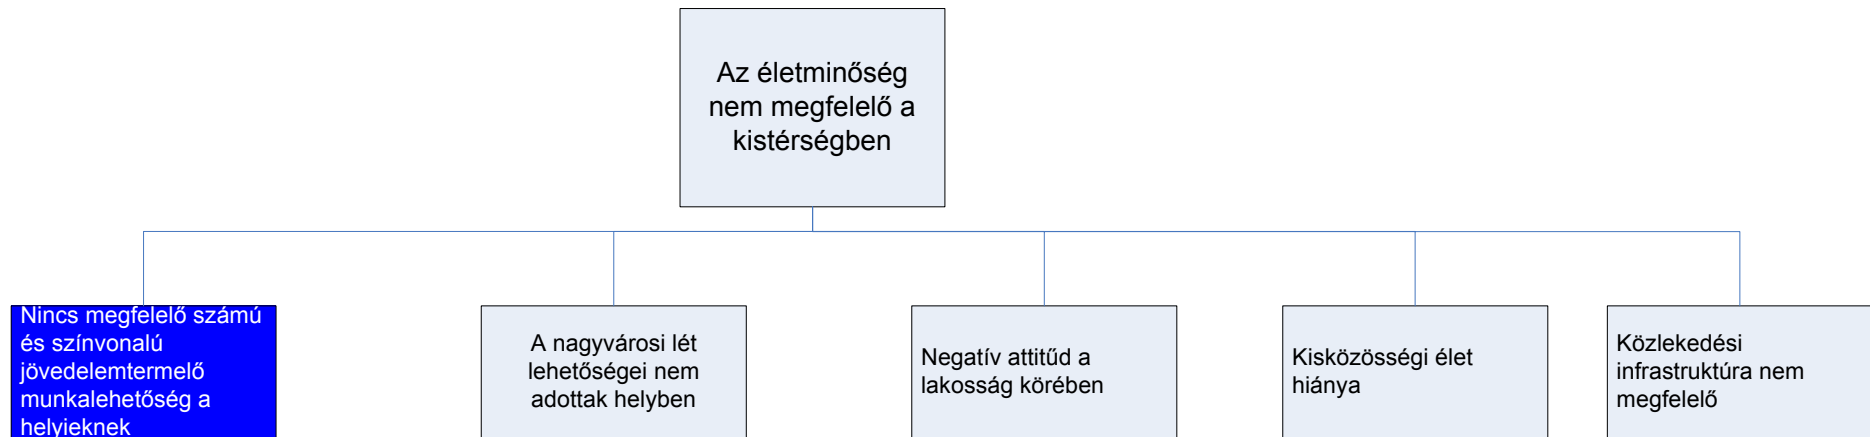 Az életminőség
nem megfelelő a
kistérségben
Nincs megfelelő számú
és színvonalú
jövedelemtermelő
munkalehetőség a
helyieknek
A nagyvárosi lét
lehetőségei nem
adottak helyben
Negatív attitűd a
lakosság körében
Kisközösségi élet
hiánya
Közlekedési
infrastruktúra nem
megfelelő